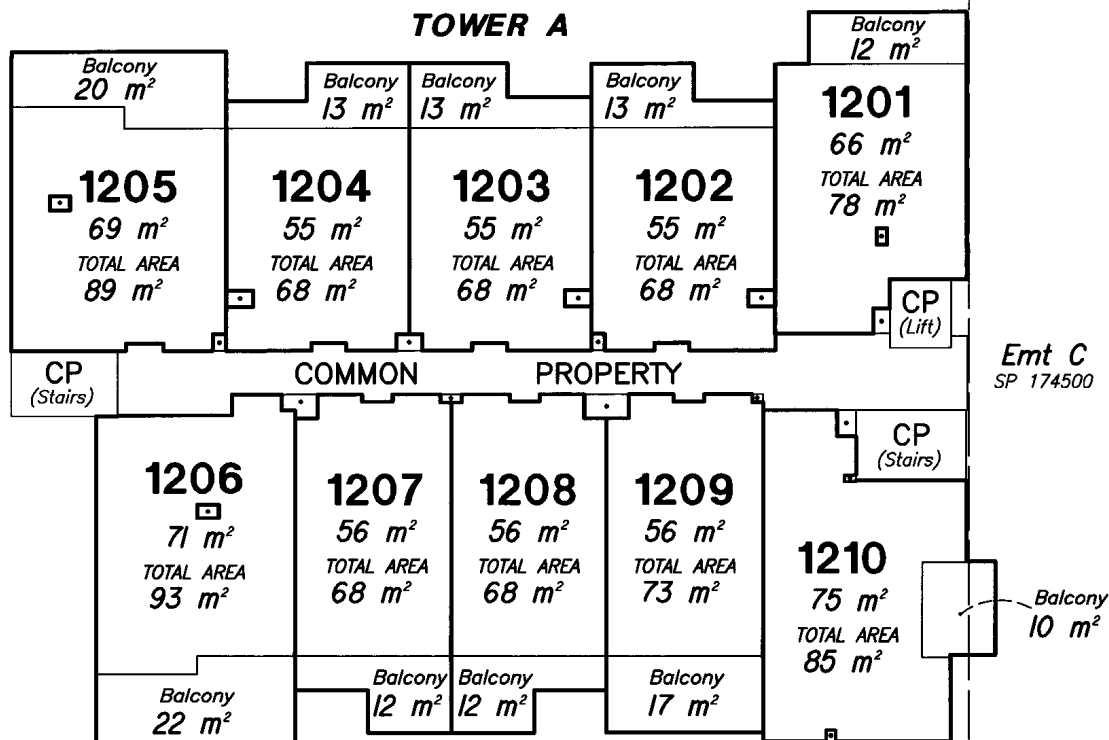 TOWER A
Balcony
20 m²
Balcony
13 m²
Balcony
13 m²
Balcony
13 m²
Balcony
12 m²
1205
69 m²
TOTAL AREA
89 m²
1204
55 m²
TOTAL AREA
68 m²
1203
55 m²
TOTAL AREA
68 m²
1202
55 m²
TOTAL AREA
68 m²
1201
66 m²
TOTAL AREA
78 m²
CP
(Lift)
CP
(Stairs)
COMMON PROPERTY
Emt C
SP 174500
CP
(Stairs)
1206
71 m²
TOTAL AREA
93 m²
1207
56 m²
TOTAL AREA
68 m²
1208
56 m²
TOTAL AREA
68 m²
1209
56 m²
TOTAL AREA
73 m²
1210
75 m²
TOTAL AREA
85 m²
Balcony
10 m²
Balcony
22 m²
Balcony
12 m²
Balcony
12 m²
Balcony
17 m²